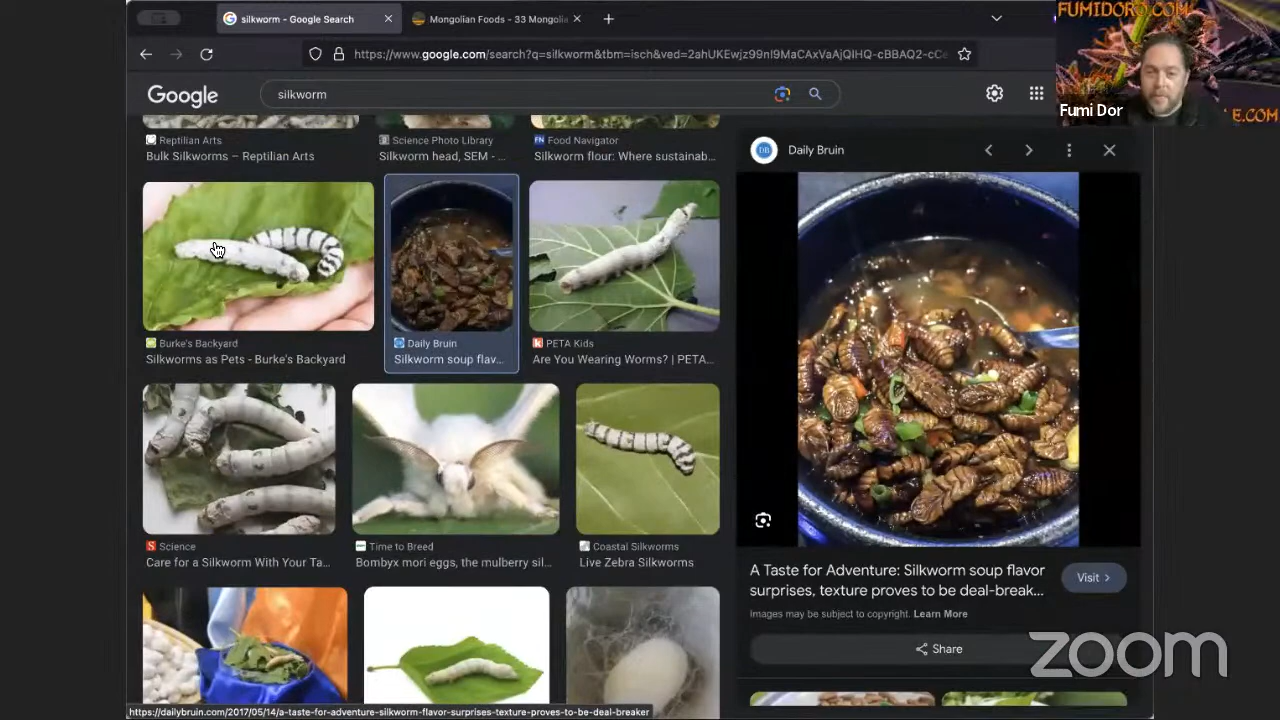 silkworm - Google Search
Mongolian Foods - 33 Mongolia
https://www.google.com/search?q=silkworm&tbm=isch&ved=2ahUKEwjz99nl9MaCAxVaAjQIHQ-cBBAQ2-cCe
FUMIDORO.COM
Fumi Dor
E.COM
Google
silkworm
Reptilian Arts
Bulk Silkworms – Reptilian Arts
Science Photo Library
Silkworm head, SEM - ...
FN Food Navigator
Silkworm flour: Where sustainab...
DB Daily Bruin
Burke's Backyard
Silkworms as Pets - Burke's Backyard
Daily Bruin
Silkworm soup flav...
PETA Kids
Are You Wearing Worms? | PETA...
S Science
Care for a Silkworm With Your Ta...
Time to Breed
Bombyx mori eggs, the mulberry sil...
Coastal Silkworms
Live Zebra Silkworms
A Taste for Adventure: Silkworm soup flavor
surprises, texture proves to be deal-break...
Visit >
Images may be subject to copyright. Learn More
Share
zoom
https://dailybruin.com/2017/05/14/a-taste-for-adventure-silkworm-flavor-surprises-texture-proves-to-be-deal-breaker